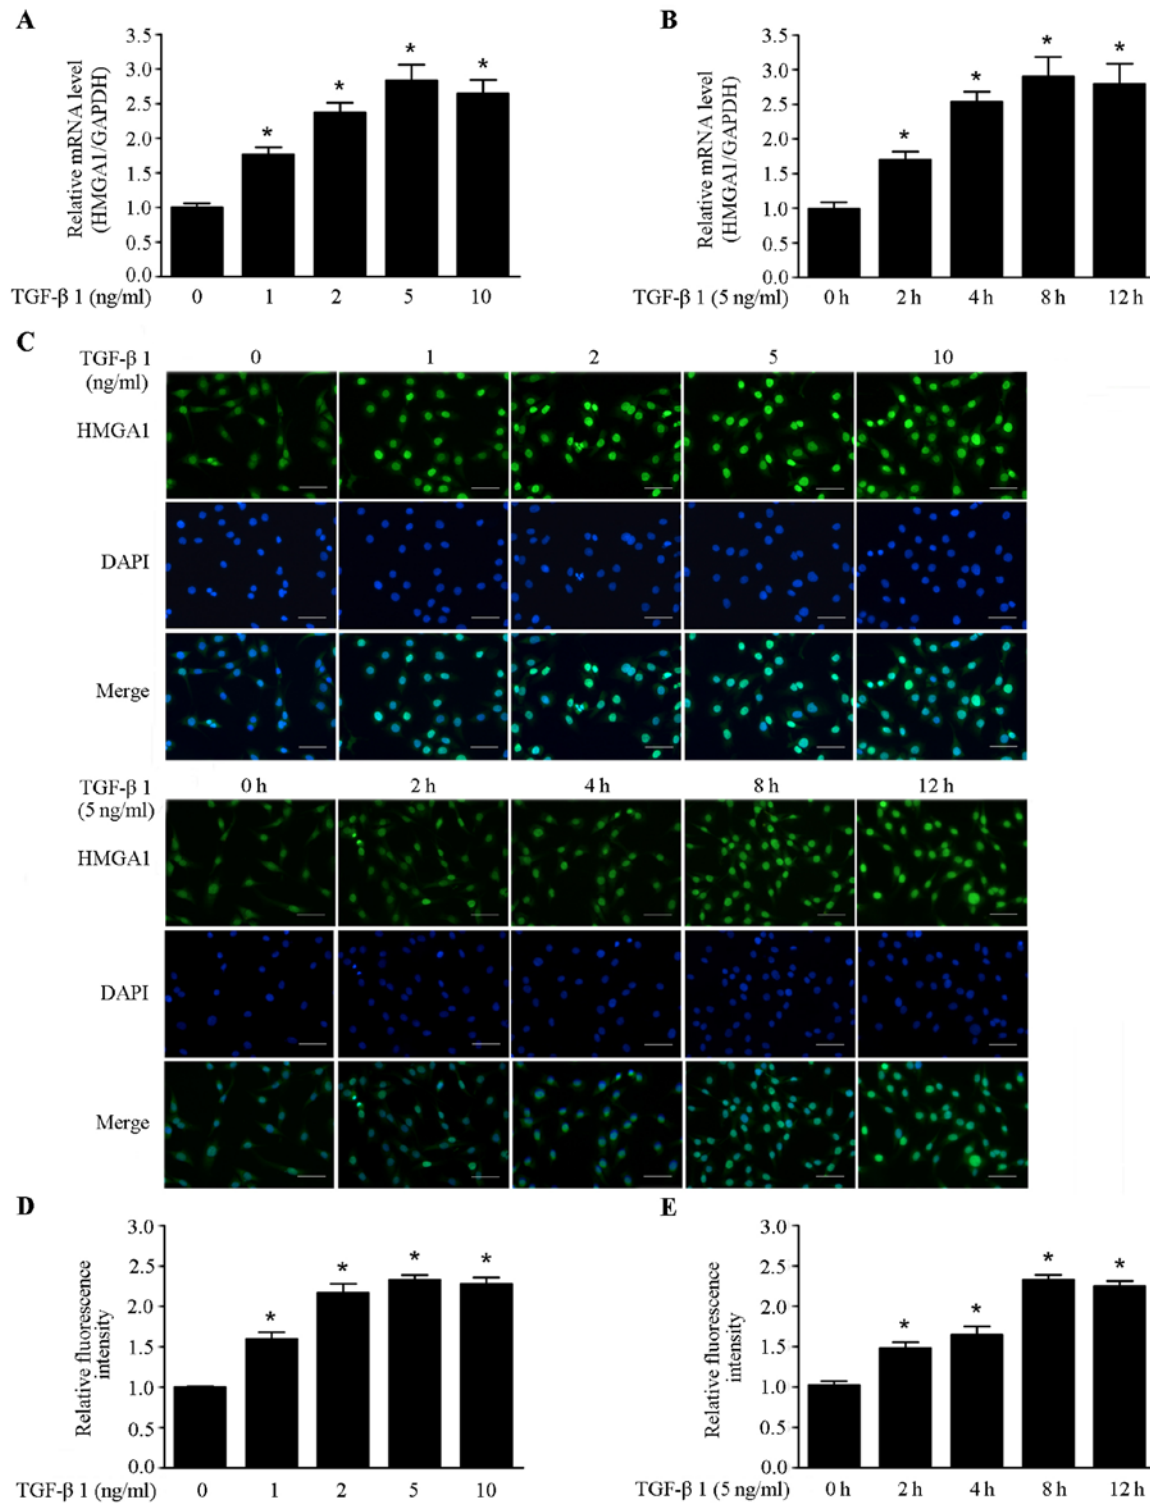 A
Relative mRNA level
(HMGA1/GAPDH)
3.5
3.0
2.5
2.0
1.5
1.0
0.5
0.0
* * * *
TGF-β 1 (ng/ml) 0 1 2 5 10
B
Relative mRNA level
(HMGA1/GAPDH)
3.5
3.0
2.5
2.0
1.5
1.0
0.5
0.0
* * * *
TGF-β 1 (5 ng/ml) 0 h 2 h 4 h 8 h 12 h
C
TGF-β 1 0 1 2 5 10
(ng/ml)
HMGA1
DAPI
Merge
TGF-β 1 0 h 2 h 4 h 8 h 12 h
(5 ng/ml)
HMGA1
DAPI
Merge
D
Relative fluorescence
intensity
3.0
2.5
2.0
1.5
1.0
0.5
0.0
* * * *
TGF-β 1 (ng/ml) 0 1 2 5 10
E
Relative fluorescence
intensity
3.0
2.5
2.0
1.5
1.0
0.5
0.0
* * * *
TGF-β 1 (5 ng/ml) 0 h 2 h 4 h 8 h 12 h